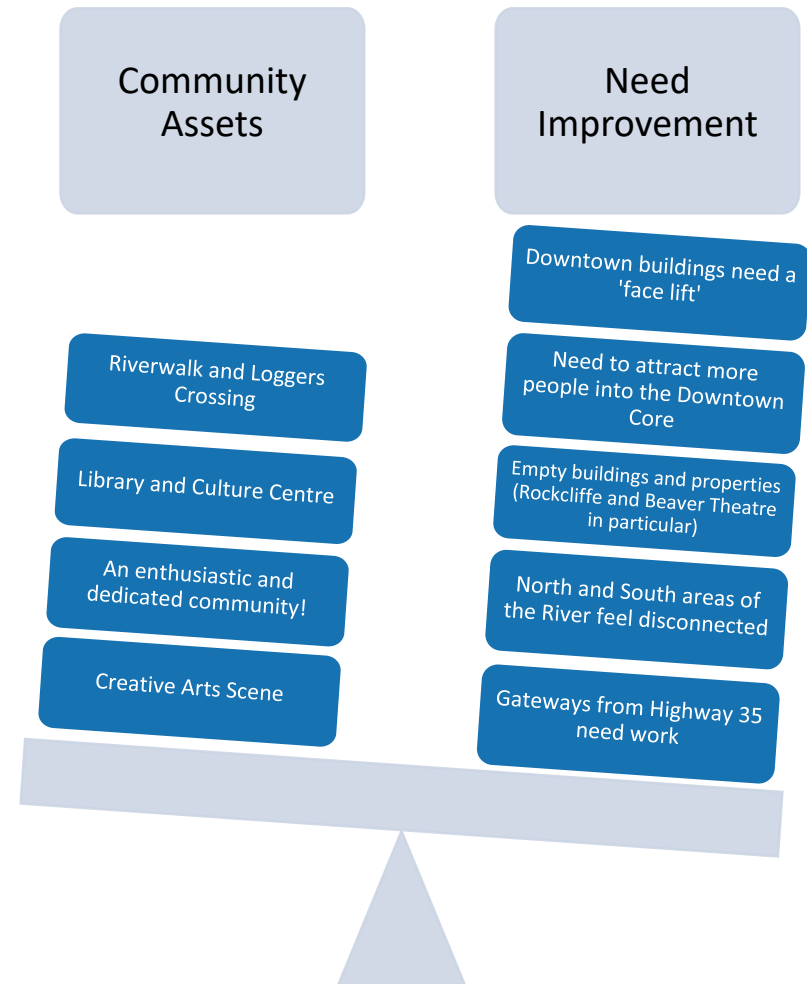 Community
Assets
Riverwalk and Loggers
Crossing
Library and Culture Centre
An enthusiastic and
dedicated community!
Creative Arts Scene
Need
Improvement
Downtown buildings need a
'face lift'
Need to attract more
people into the Downtown
Core
Empty buildings and properties
(Rockcliffe and Beaver Theatre
in particular)
North and South areas of
the River feel disconnected
Gateways from Highway 35
need work